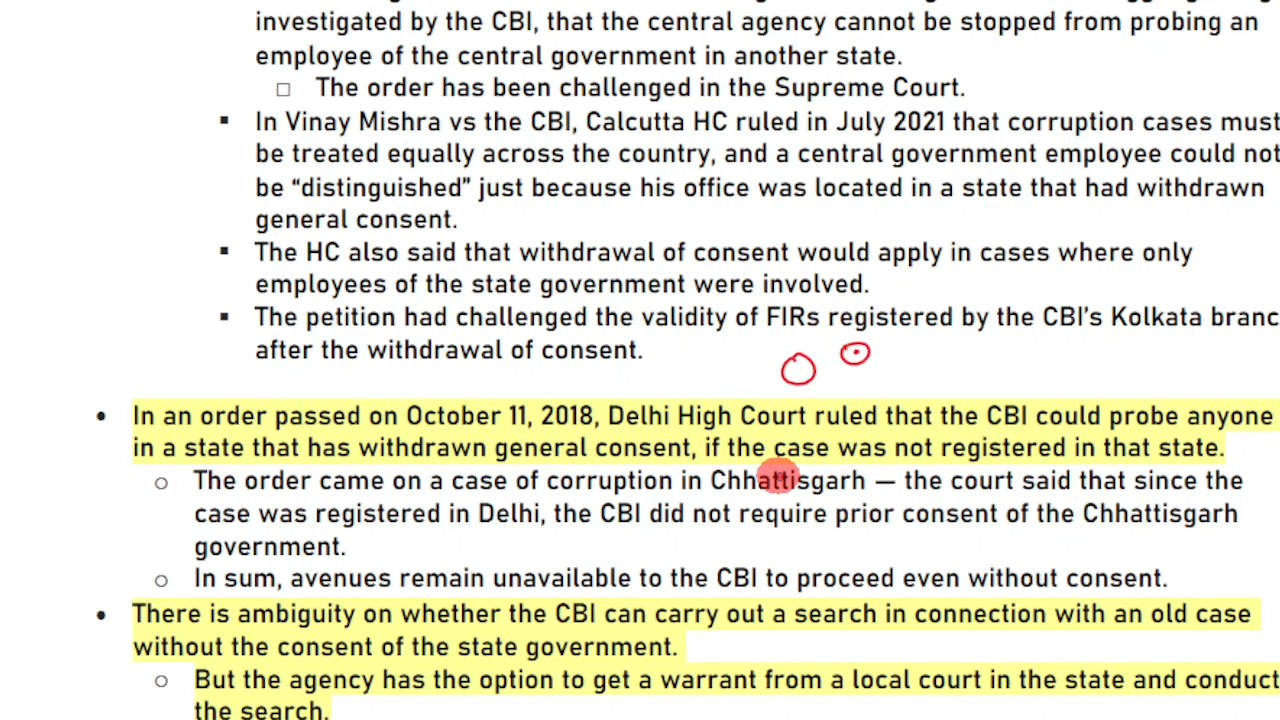 investigated by the CBI, that the central agency cannot be stopped from probing an
employee of the central government in another state.
□ The order has been challenged in the Supreme Court.
▪ In Vinay Mishra vs the CBI, Calcutta HC ruled in July 2021 that corruption cases must
be treated equally across the country, and a central government employee could not
be “distinguished” just because his office was located in a state that had withdrawn
general consent.
▪ The HC also said that withdrawal of consent would apply in cases where only
employees of the state government were involved.
▪ The petition had challenged the validity of FIRs registered by the CBI's Kolkata branc
after the withdrawal of consent.
• In an order passed on October 11, 2018, Delhi High Court ruled that the CBI could probe anyone
in a state that has withdrawn general consent, if the case was not registered in that state.
○ The order came on a case of corruption in Chhattisgarh — the court said that since the
case was registered in Delhi, the CBI did not require prior consent of the Chhattisgarh
government.
○ In sum, avenues remain unavailable to the CBI to proceed even without consent.
• There is ambiguity on whether the CBI can carry out a search in connection with an old case
without the consent of the state government.
○ But the agency has the option to get a warrant from a local court in the state and conduct
the search.